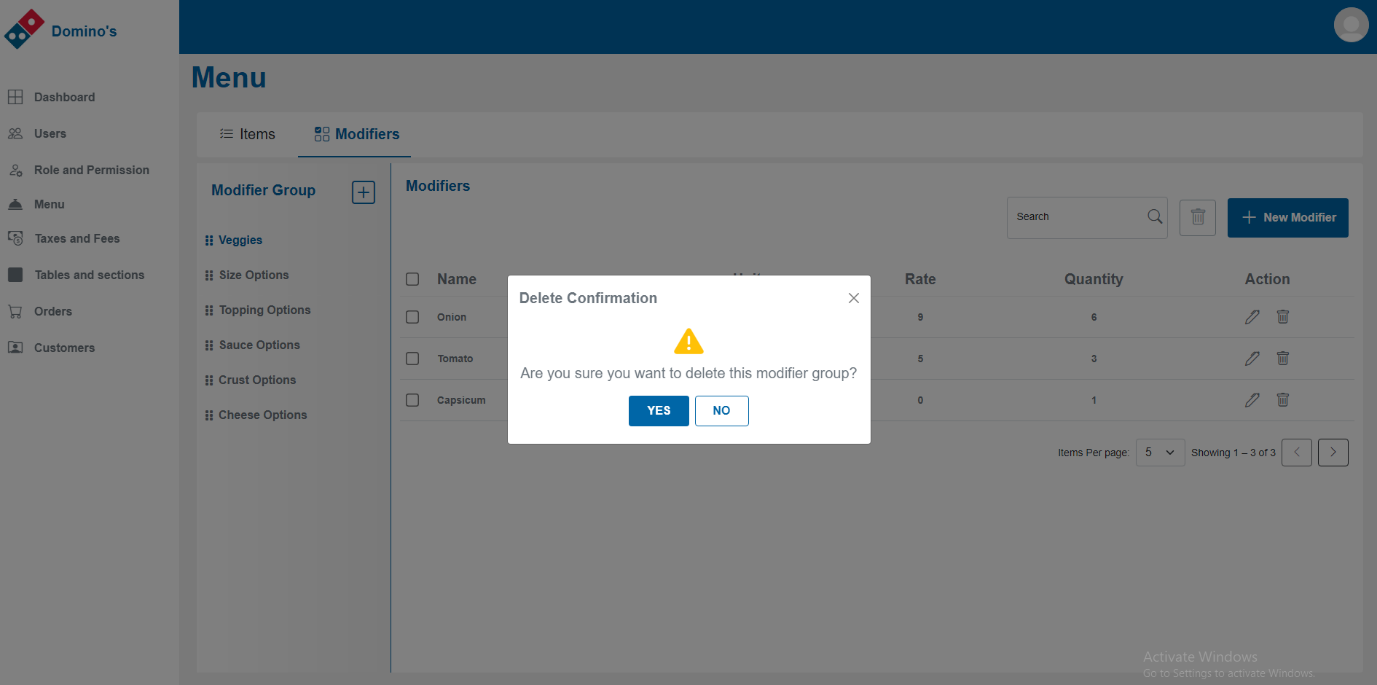 Domino's
Menu
Dashboard
Users
Role and Permission
Menu
Taxes and Fees
Tables and sections
Orders
Customers
Items
Modifiers
Modifier Group
Veggies
Size Options
Topping Options
Sauce Options
Crust Options
Cheese Options
Modifiers
Search
New Modifier
Name Rate Quantity Action
Onion 9 6
Tomato 5 3
Capsicum 0 1
Items Per page: 5 Showing 1 – 3 of 3
Delete Confirmation
Are you sure you want to delete this modifier group?
YES NO
Activate Windows
Go to Settings to activate Windows.